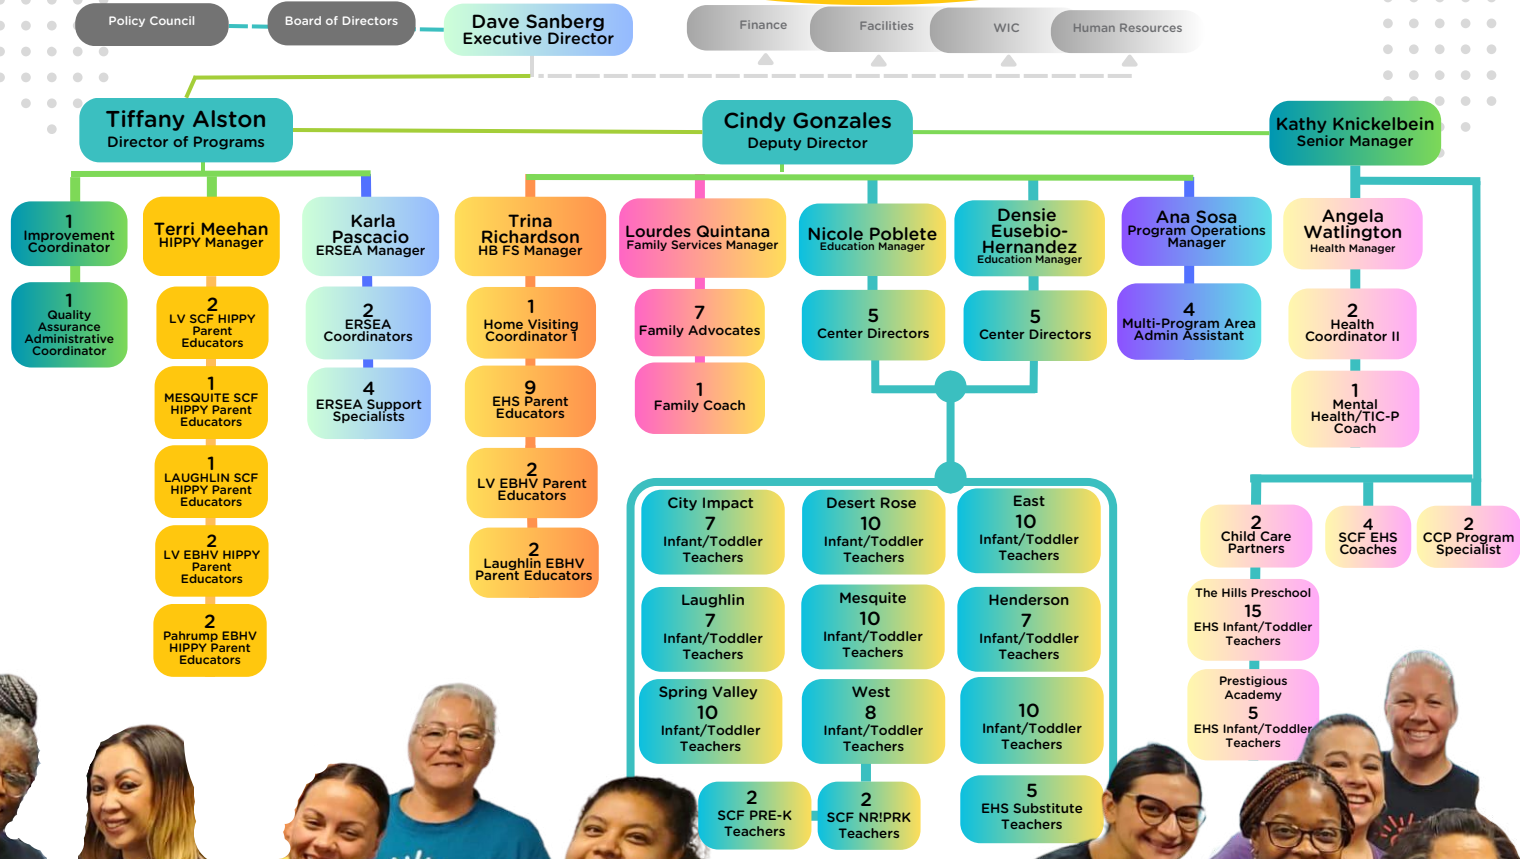 Policy Council
Board of Directors
Dave Sanberg
Executive Director
Finance
Facilities
WIC
Human Resources
Tiffany Alston
Director of Programs
Cindy Gonzales
Deputy Director
Kathy Knickelbein
Senior Manager
1
Improvement
Coordinator
1
Quality
Assurance
Administrative
Coordinator
Terri Meehan
HIPPY Manager
2
LV SCF HIPPY
Parent
Educators
1
MESQUITE SCF
HIPPY Parent
Educators
1
LAUGHLIN SCF
HIPPY Parent
Educators
2
LV EBHV HIPPY
Parent
Educators
2
Pahrump EBHV
HIPPY Parent
Educators
Karla
Pascacio
ERSEA Manager
2
ERSEA
Coordinators
4
ERSEA Support
Specialists
Trina
Richardson
HB FS Manager
1
Home Visiting
Coordinator 1
9
EHS Parent
Educators
2
LV EBHV Parent
Educators
2
Laughlin EBHV
Parent Educators
Lourdes Quintana
Family Services Manager
7
Family Advocates
1
Family Coach
Nicole Poblete
Education Manager
5
Center Directors
Densie
Eusebio-
Hernandez
Education Manager
5
Center Directors
Ana Sosa
Program Operations
Manager
4
Multi-Program Area
Admin Assistant
Angela
Watlington
Health Manager
2
Health
Coordinator II
1
Mental
Health/TIC-P
Coach
City Impact
7
Infant/Toddler
Teachers
Desert Rose
10
Infant/Toddler
Teachers
East
10
Infant/Toddler
Teachers
Laughlin
7
Infant/Toddler
Teachers
Mesquite
10
Infant/Toddler
Teachers
Henderson
7
Infant/Toddler
Teachers
Spring Valley
10
Infant/Toddler
Teachers
West
8
Infant/Toddler
Teachers
10
Infant/Toddler
Teachers
2
SCF PRE-K
Teachers
2
SCF NR!PRK
Teachers
5
EHS Substitute
Teachers
2
Child Care
Partners
4
SCF EHS
Coaches
2
CCP Program
Specialist
The Hills Preschool
15
EHS Infant/Toddler
Teachers
Prestigious
Academy
5
EHS Infant/Toddler
Teachers